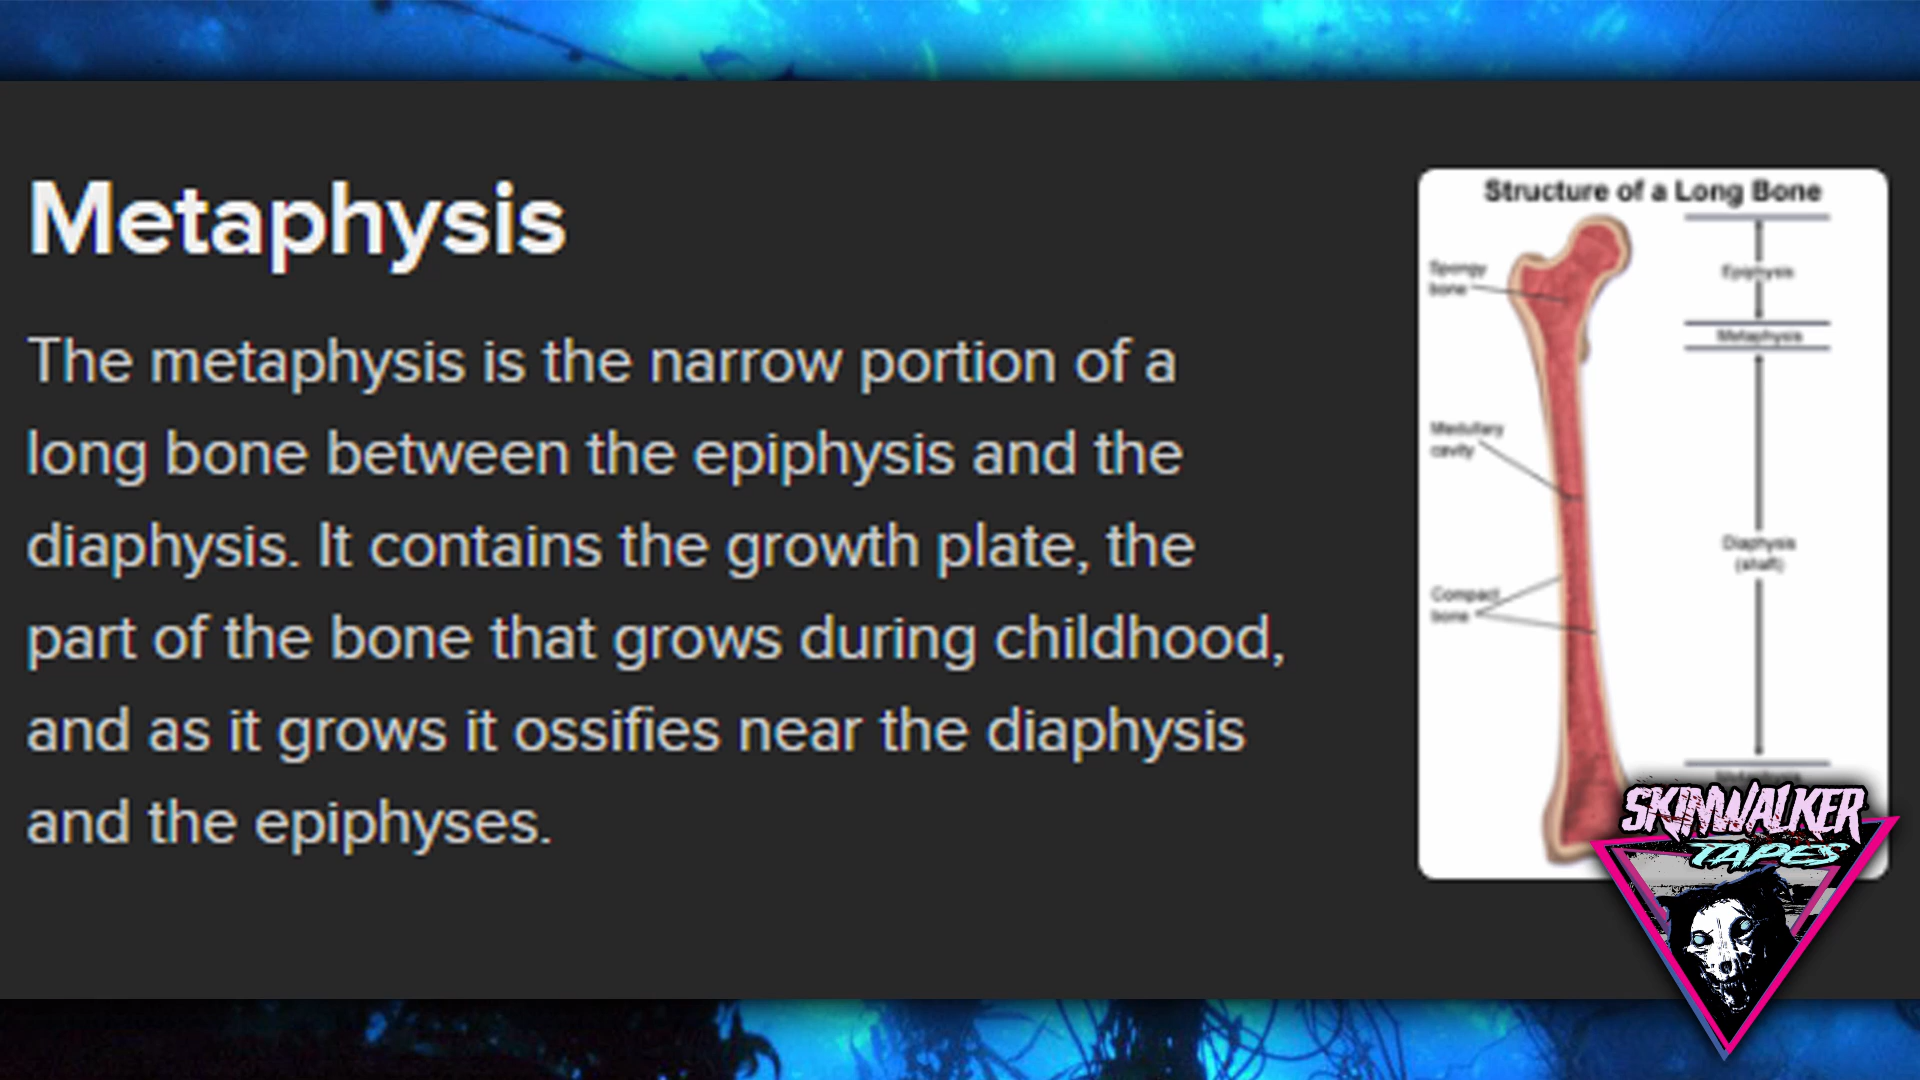 Metaphysis
The metaphysis is the narrow portion of a
long bone between the epiphysis and the
diaphysis. It contains the growth plate, the
part of the bone that grows during childhood,
and as it grows it ossifies near the diaphysis
and the epiphyses.
Structure of a Long Bone
Spongy
bone
Epiphysis
Metaphysis
Medullary
cavity
Diaphysis
(shaft)
Compact
bone
SKINWALKER
TAPES